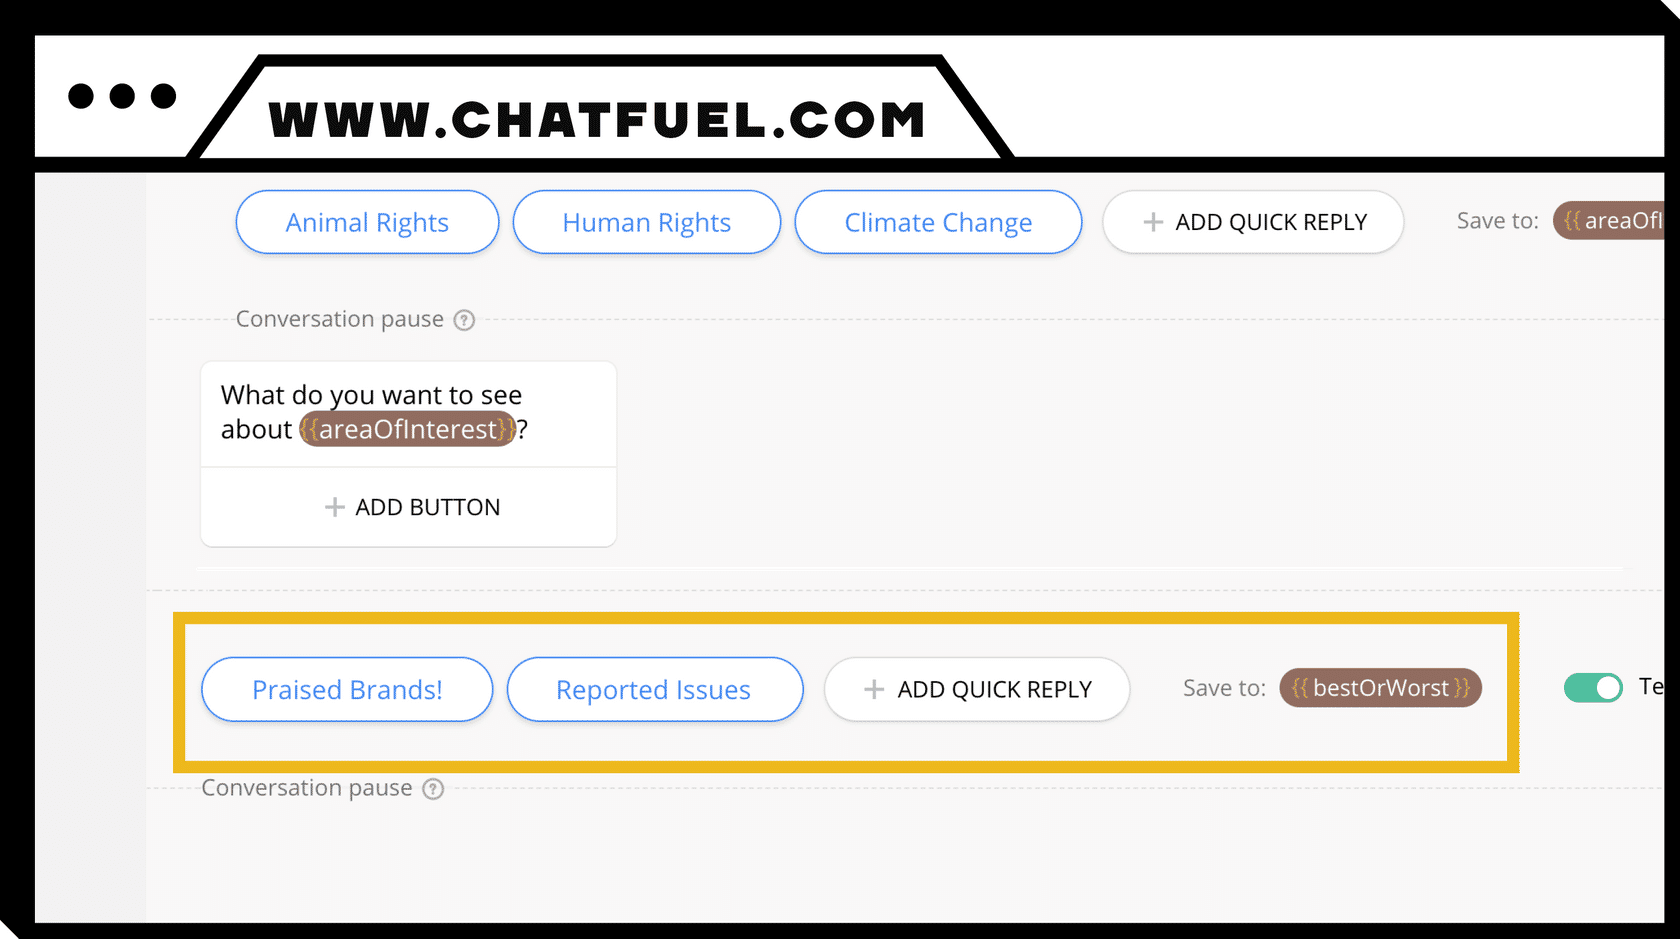 WWW.CHATFUEL.COM
Animal Rights Human Rights Climate Change + ADD QUICK REPLY Save to: {{ areaOfI
Conversation pause ?
What do you want to see
about {{areaOfInterest}}?
+ ADD BUTTON
Praised Brands! Reported Issues + ADD QUICK REPLY Save to: {{ bestOrWorst }} Te
Conversation pause ?